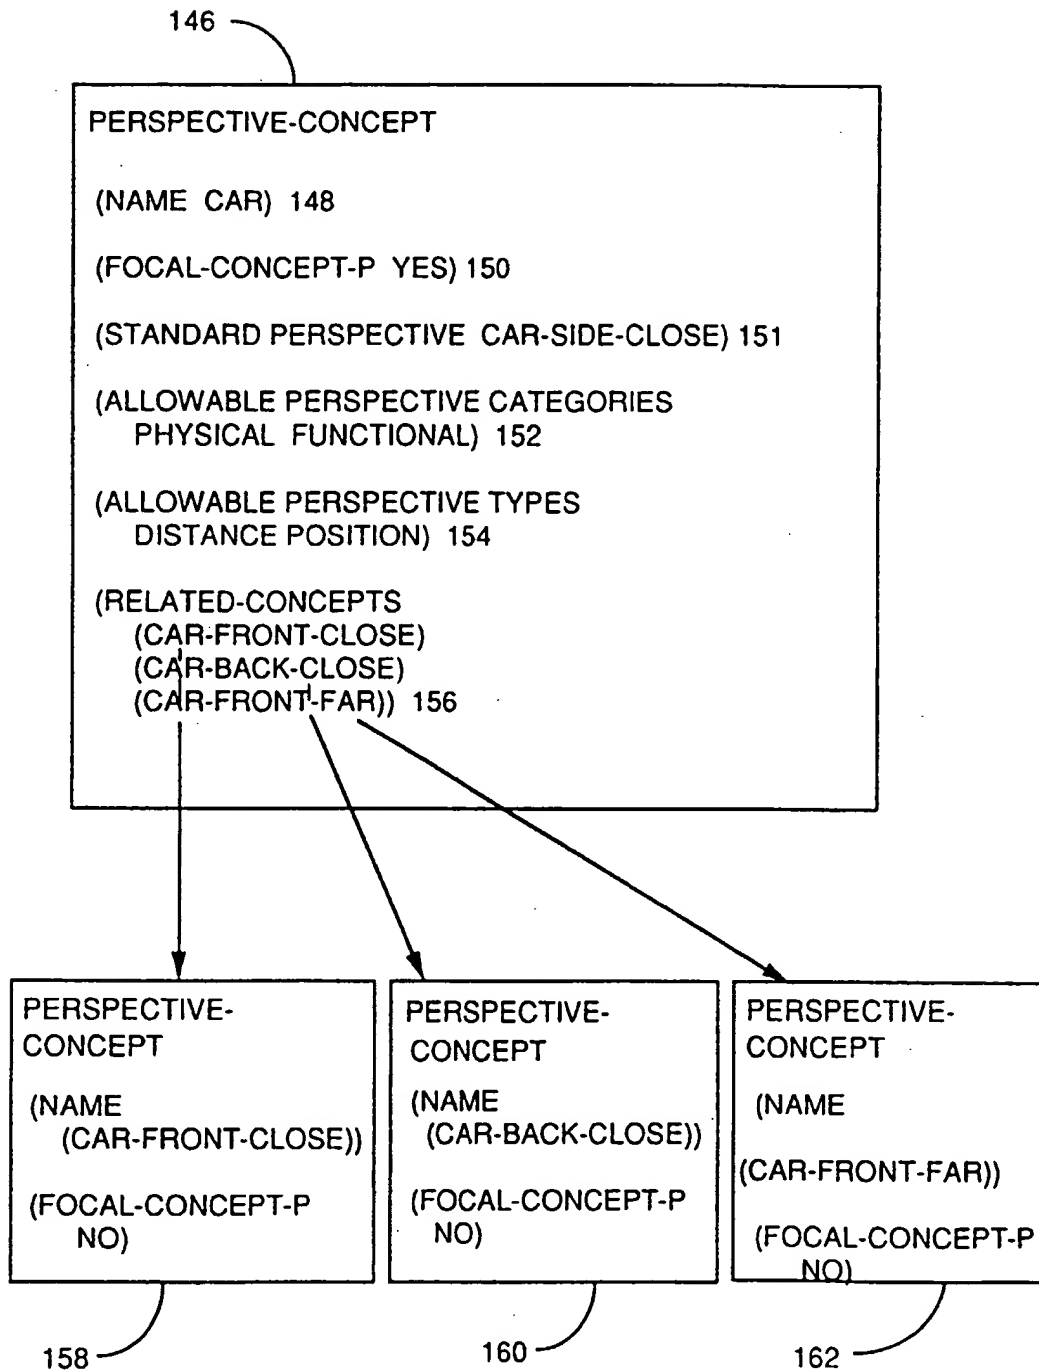 146
PERSPECTIVE-CONCEPT
(NAME CAR) 148
(FOCAL-CONCEPT-P YES) 150
(STANDARD PERSPECTIVE CAR-SIDE-CLOSE) 151
(ALLOWABLE PERSPECTIVE CATEGORIES
PHYSICAL FUNCTIONAL) 152
(ALLOWABLE PERSPECTIVE TYPES
DISTANCE POSITION) 154
(RELATED-CONCEPTS
(CAR-FRONT-CLOSE)
(CAR-BACK-CLOSE)
(CAR-FRONT-FAR)) 156
PERSPECTIVE-
CONCEPT
(NAME
(CAR-FRONT-CLOSE))
(FOCAL-CONCEPT-P
NO)
158
PERSPECTIVE-
CONCEPT
(NAME
(CAR-BACK-CLOSE))
(FOCAL-CONCEPT-P
NO)
160
PERSPECTIVE-
CONCEPT
(NAME
(CAR-FRONT-FAR))
(FOCAL-CONCEPT-P
NO)
162